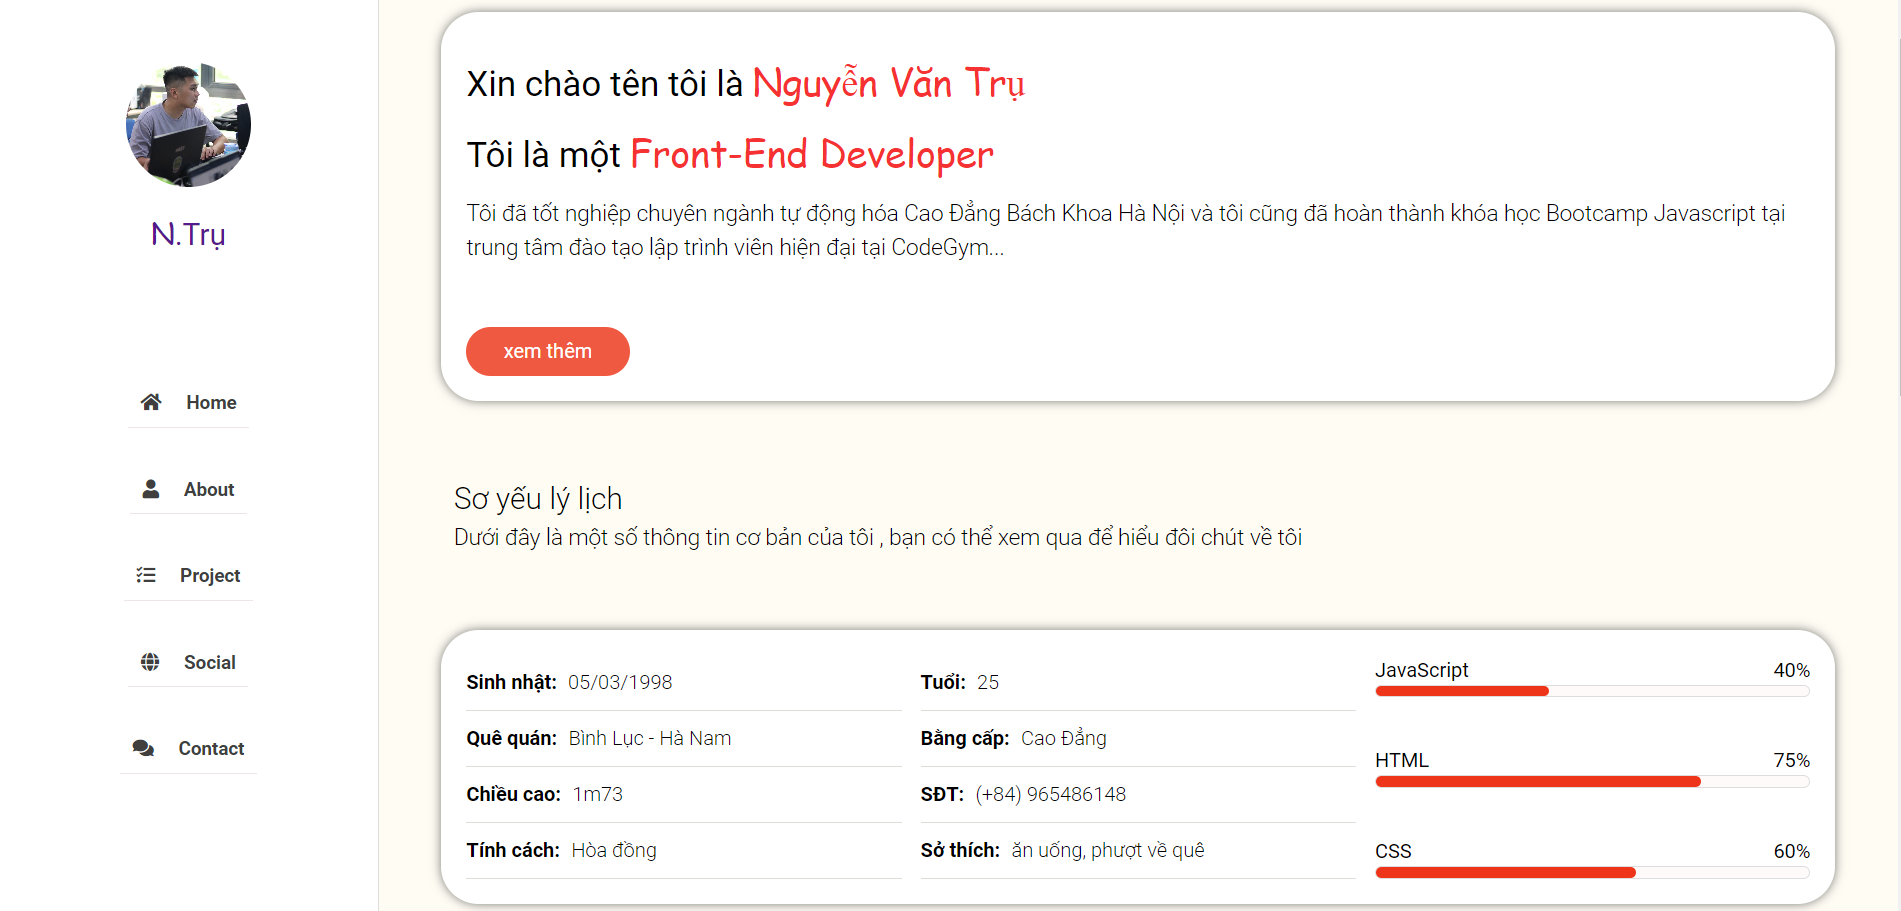 N.Trụ
Home
About
Project
Social
Contact
Xin chào tên tôi là Nguyễn Văn Trụ
Tôi là một Front-End Developer
Tôi đã tốt nghiệp chuyên ngành tự động hóa Cao Đẳng Bách Khoa Hà Nội và tôi cũng đã hoàn thành khóa học Bootcamp Javascript tại
trung tâm đào tạo lập trình viên hiện đại tại CodeGym...
xem thêm
Sơ yếu lý lịch
Dưới đây là một số thông tin cơ bản của tôi , bạn có thể xem qua để hiểu đôi chút về tôi
Sinh nhật: 05/03/1998
Quê quán: Bình Lục - Hà Nam
Chiều cao: 1m73
Tính cách: Hòa đồng
Tuổi: 25
Bằng cấp: Cao Đẳng
SĐT: (+84) 965486148
Sở thích: ăn uống, phượt về quê
JavaScript 40%
HTML 75%
CSS 60%